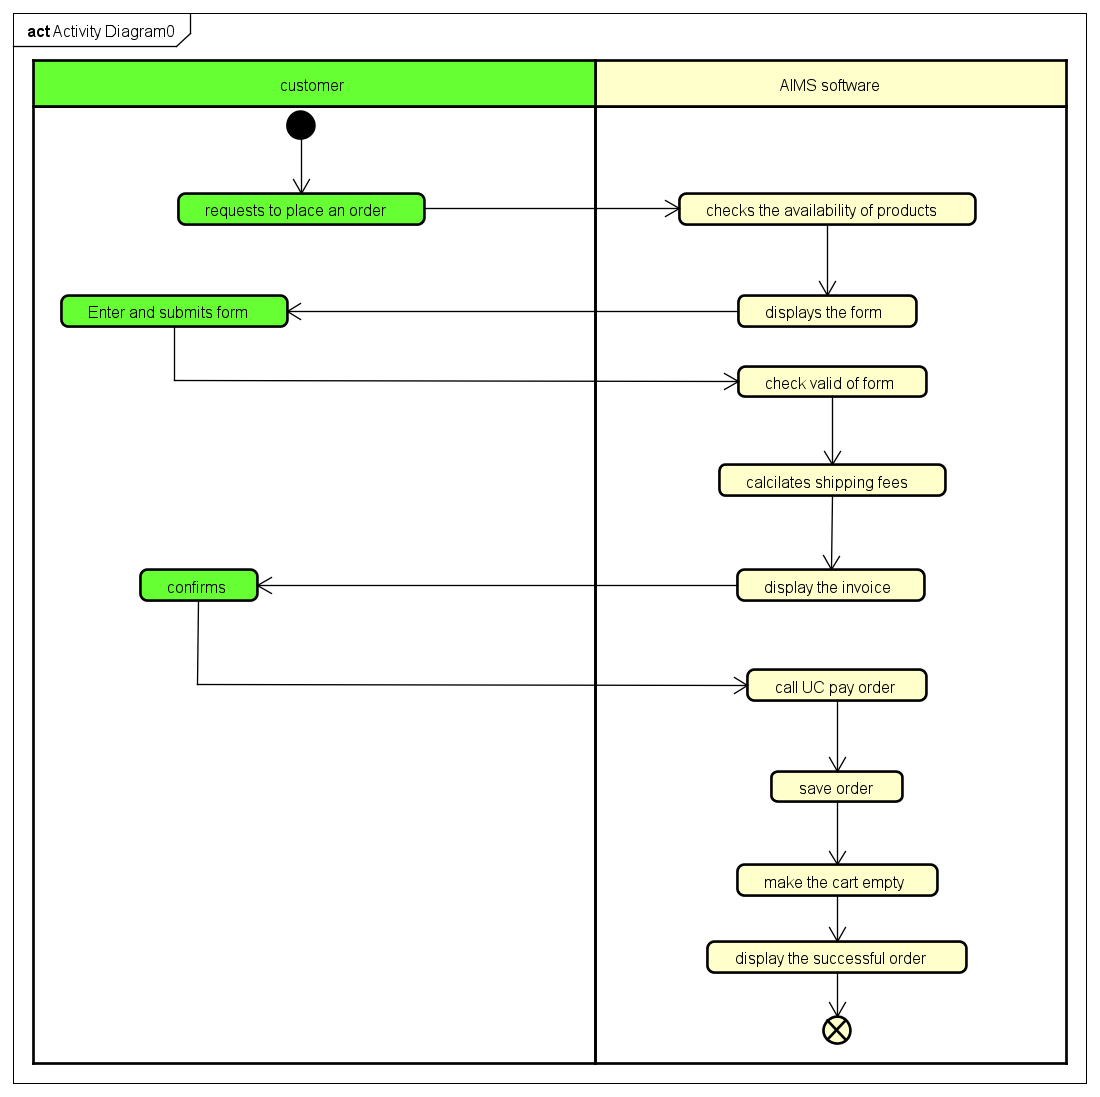 act Activity Diagram0
customer
AIMS software
requests to place an order
checks the availability of products
Enter and submits form
displays the form
check valid of form
calcilates shipping fees
confirms
display the invoice
call UC pay order
save order
make the cart empty
display the successful order